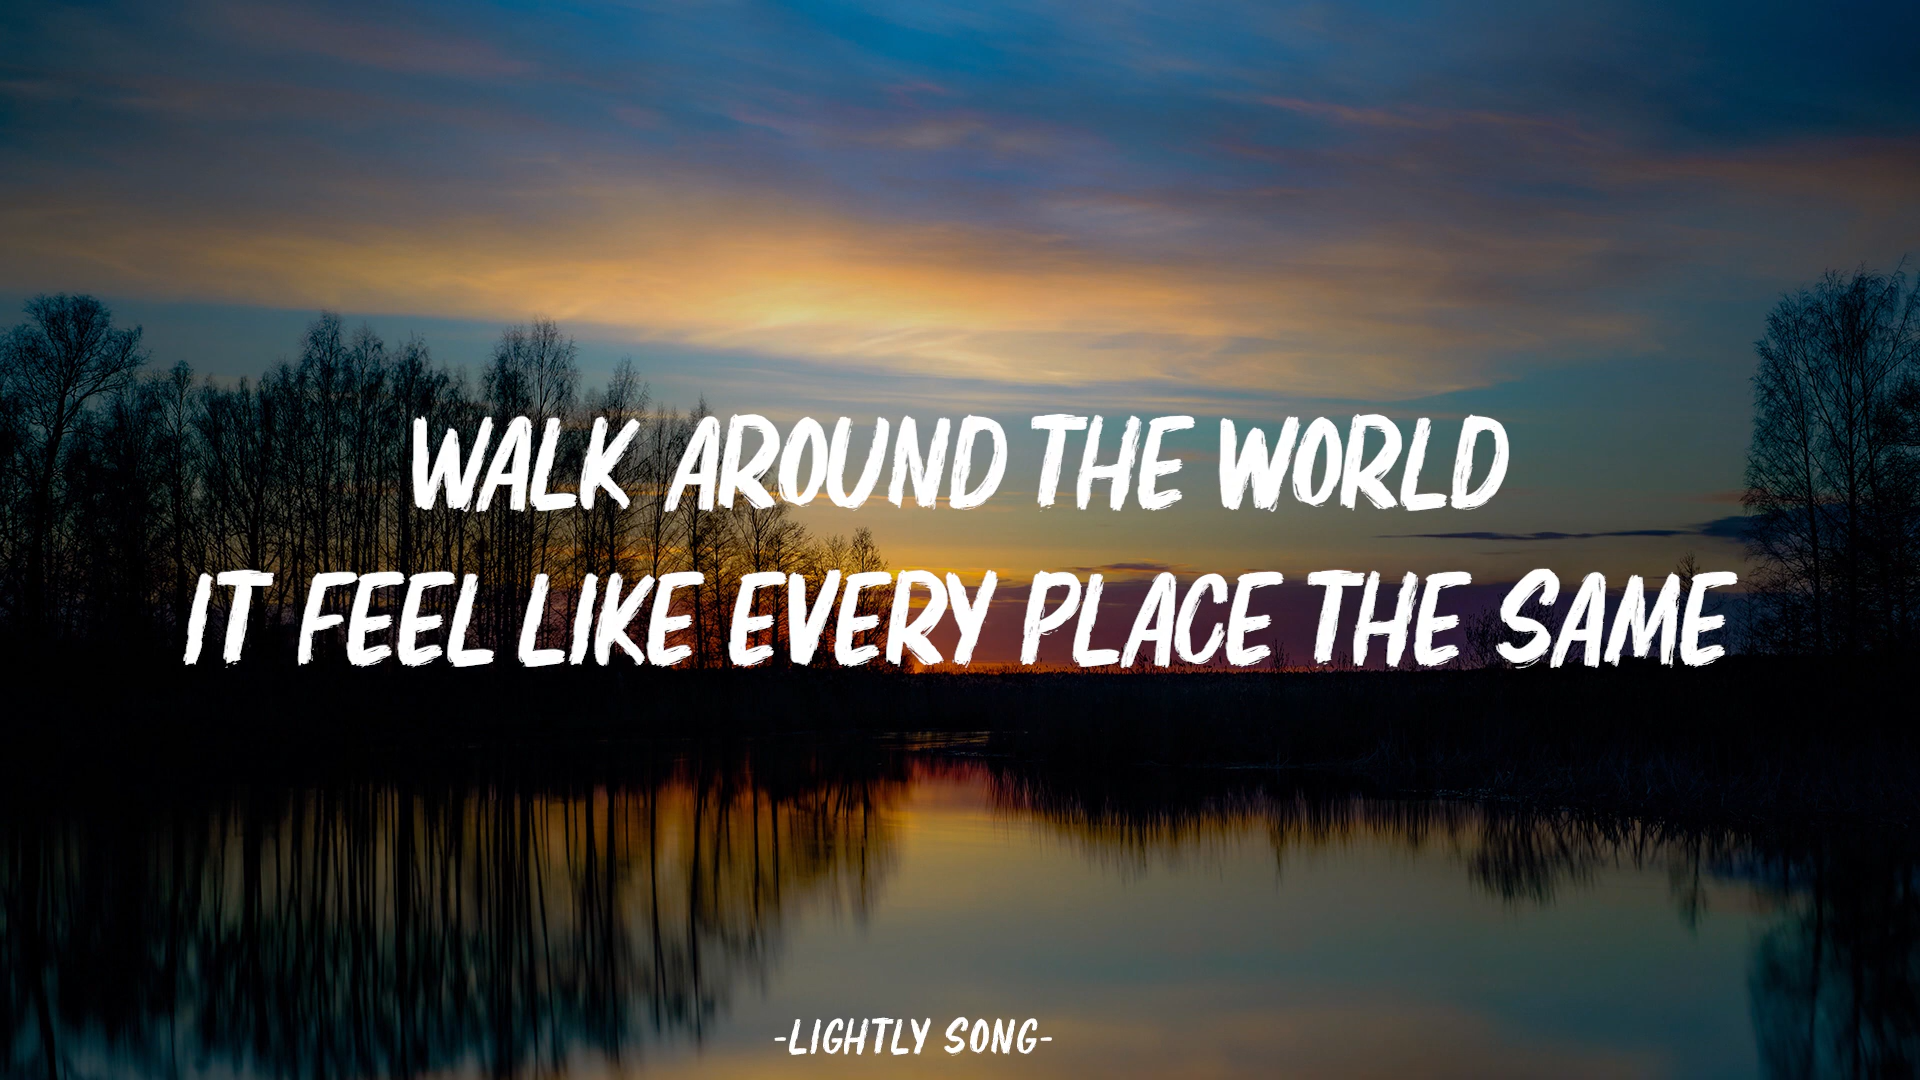 WALK AROUND THE WORLD
IT FEEL LIKE EVERY PLACE THE SAME
-LIGHTLY SONG-